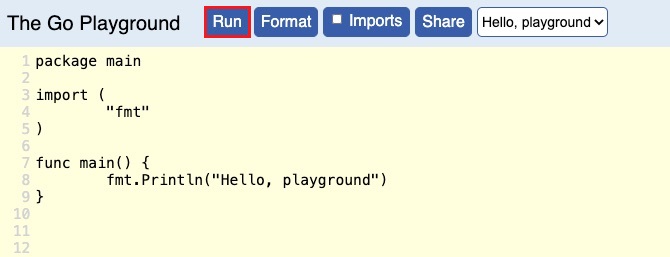 The Go Playground Run Format Imports Share Hello, playground
1 package main
2
3 import (
4 "fmt"
5 )
6
7 func main() {
8 fmt.Println("Hello, playground")
9 }
10
11
12